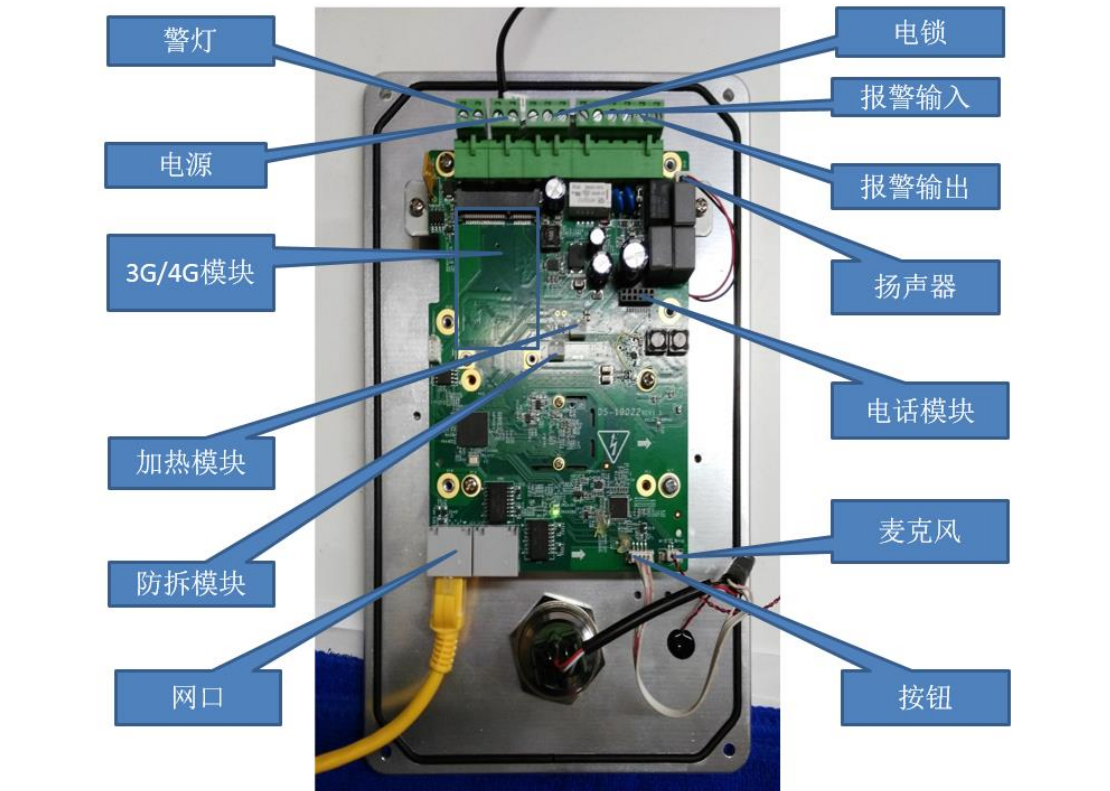 警灯
电锁
报警输入
电源
报警输出
3G/4G模块
扬声器
电话模块
加热模块
麦克风
防拆模块
网口
按钮
DS-19022